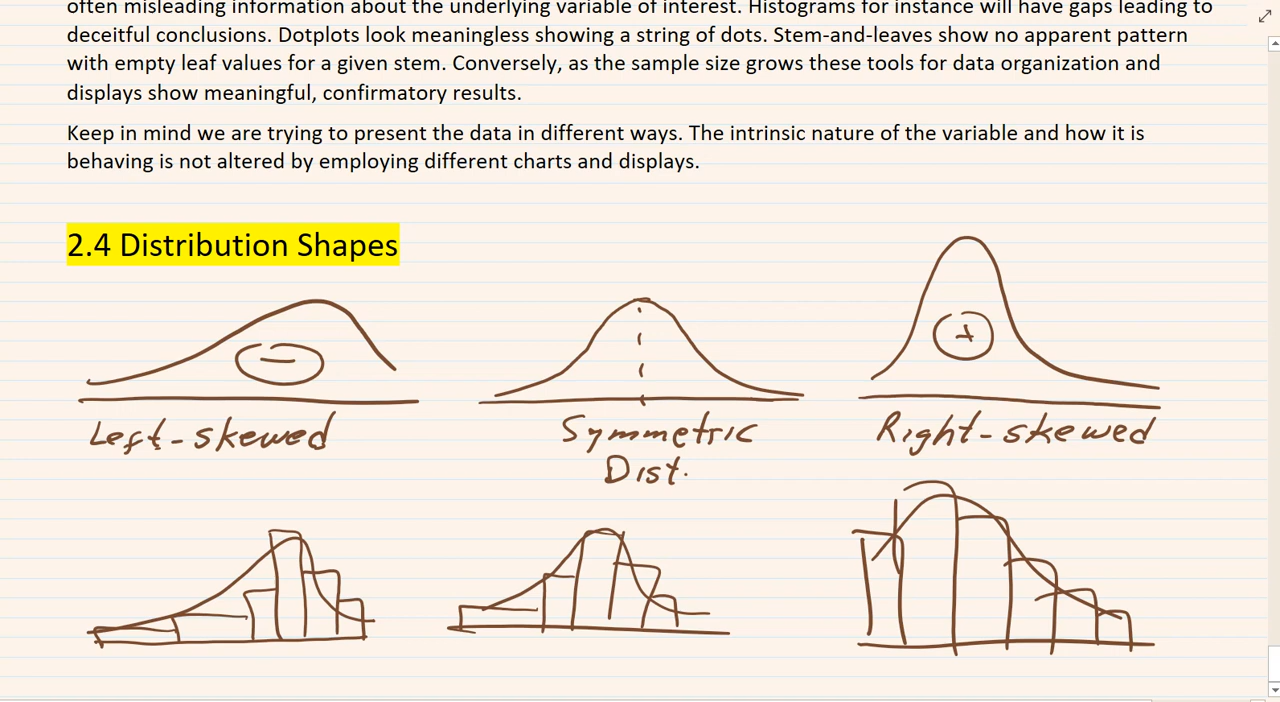 often misleading information about the underlying variable of interest. Histograms for instance will have gaps leading to
deceitful conclusions. Dotplots look meaningless showing a string of dots. Stem-and-leaves show no apparent pattern
with empty leaf values for a given stem. Conversely, as the sample size grows these tools for data organization and
displays show meaningful, confirmatory results.
Keep in mind we are trying to present the data in different ways. The intrinsic nature of the variable and how it is
behaving is not altered by employing different charts and displays.
2.4 Distribution Shapes
− +
Left-skewed Symmetric Right-skewed
Dist.